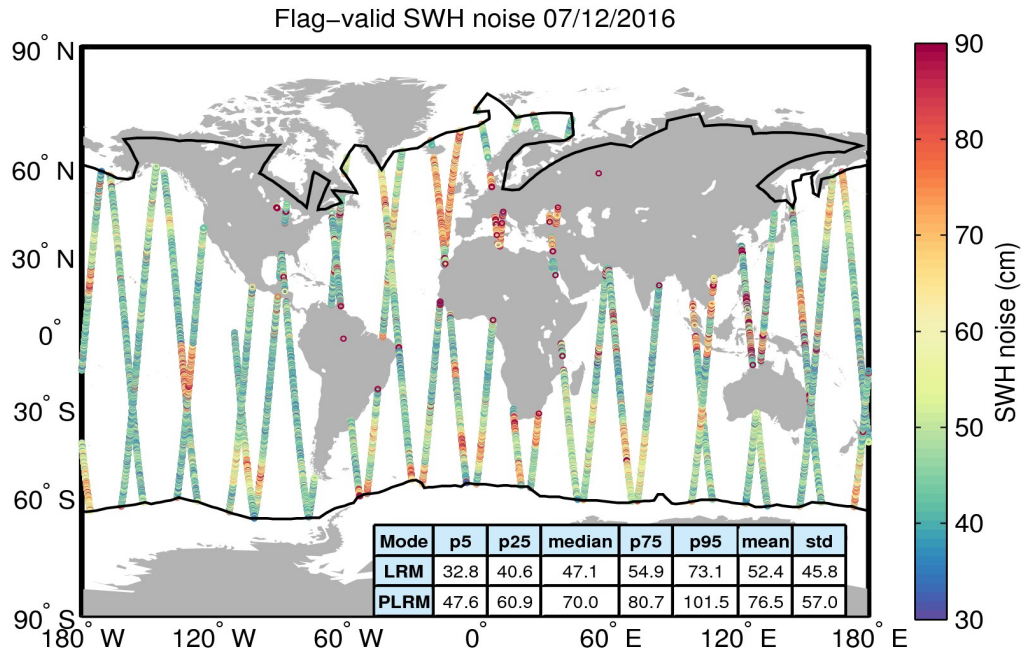 Flag−valid SWH noise 07/12/2016
90° N
60° N
30° N
0°
30° S
60° S
90° S
180° W
120° W
60° W
0°
60° E
120° E
180° E
Mode p5 p25 median p75 p95 mean std
LRM 32.8 40.6 47.1 54.9 73.1 52.4 45.8
PLRM 47.6 60.9 70.0 80.7 101.5 76.5 57.0
90
80
70
60
50
40
30
SWH noise (cm)